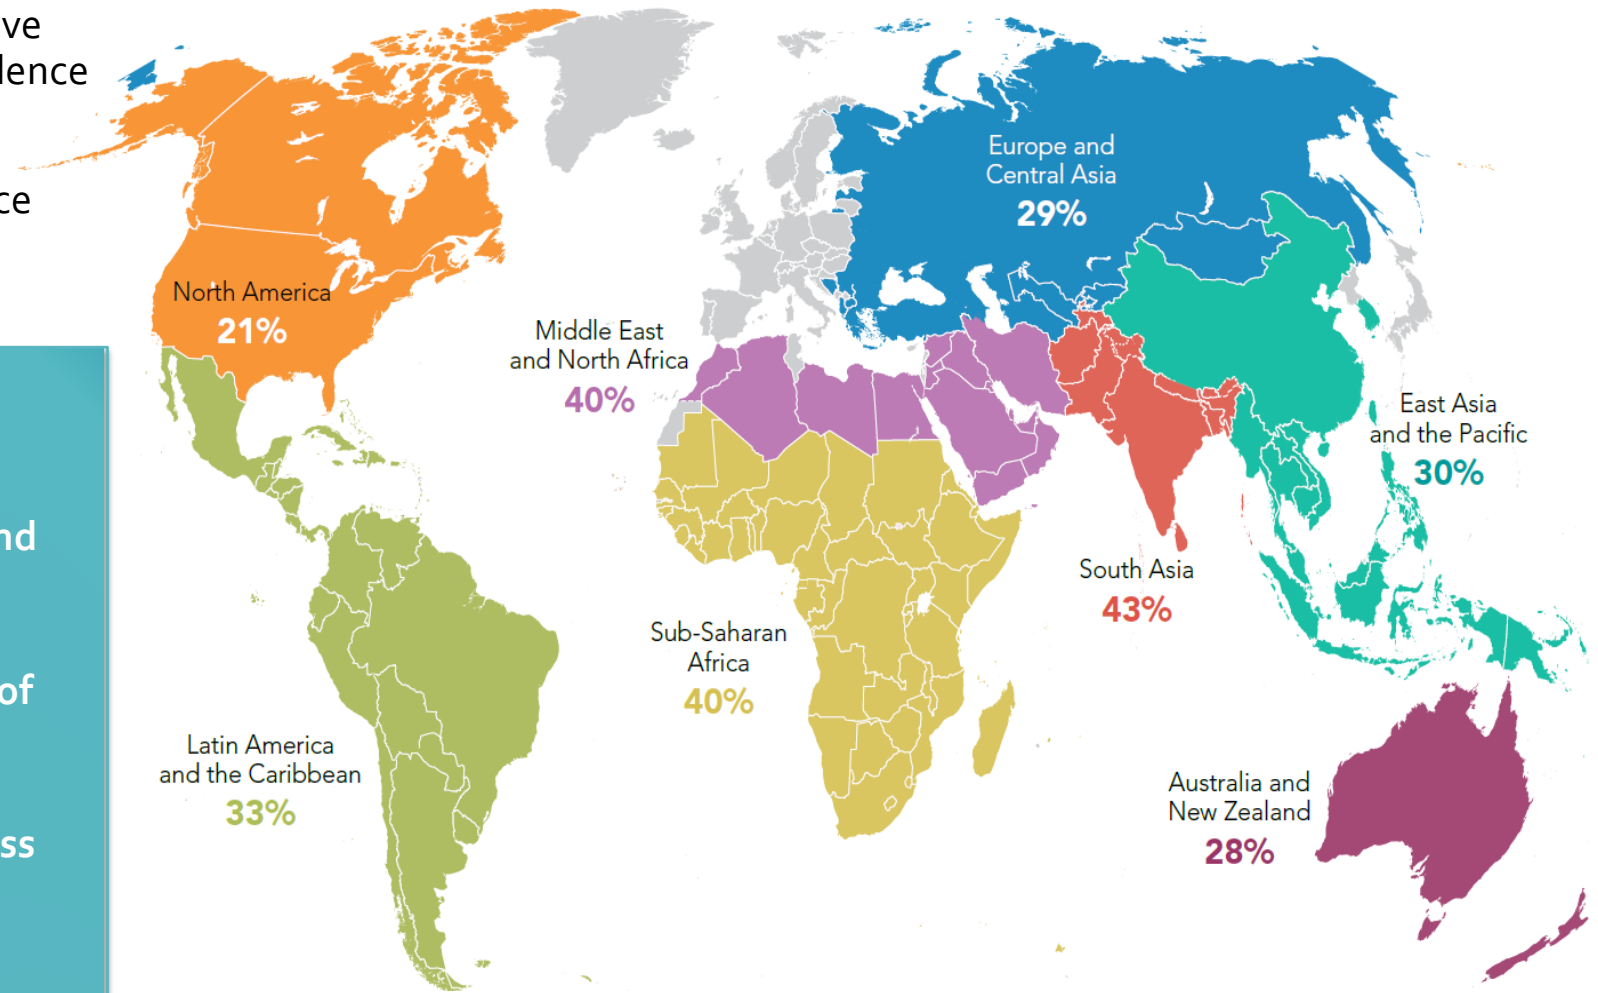 ve
lence
ce
nd
of
ss
North America
21%
Middle East
and North Africa
40%
Europe and
Central Asia
29%
East Asia
and the Pacific
30%
South Asia
43%
Sub-Saharan
Africa
40%
Latin America
and the Caribbean
33%
Australia and
New Zealand
28%